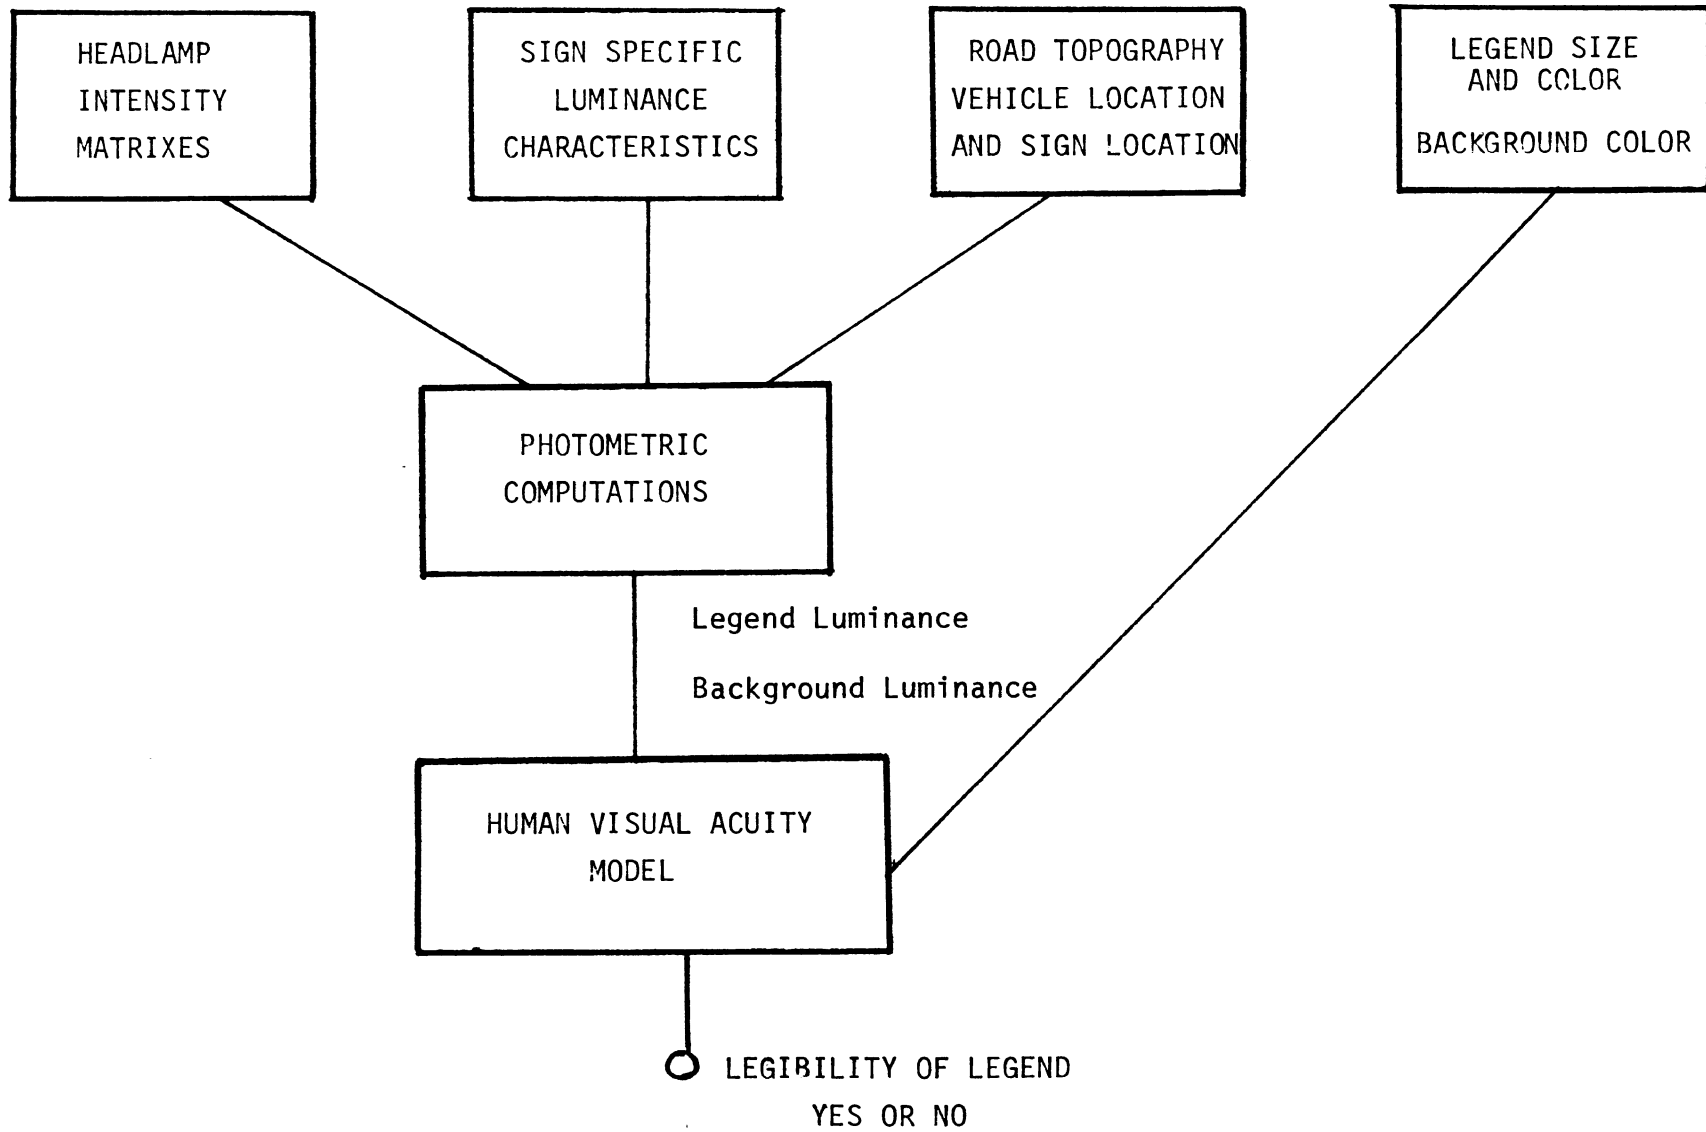 HEADLAMP
INTENSITY
MATRIXES
SIGN SPECIFIC
LUMINANCE
CHARACTERISTICS
ROAD TOPOGRAPHY
VEHICLE LOCATION
AND SIGN LOCATION
LEGEND SIZE
AND COLOR
BACKGROUND COLOR
PHOTOMETRIC
COMPUTATIONS
Legend Luminance
Background Luminance
HUMAN VISUAL ACUITY
MODEL
LEGIBILITY OF LEGEND
YES OR NO